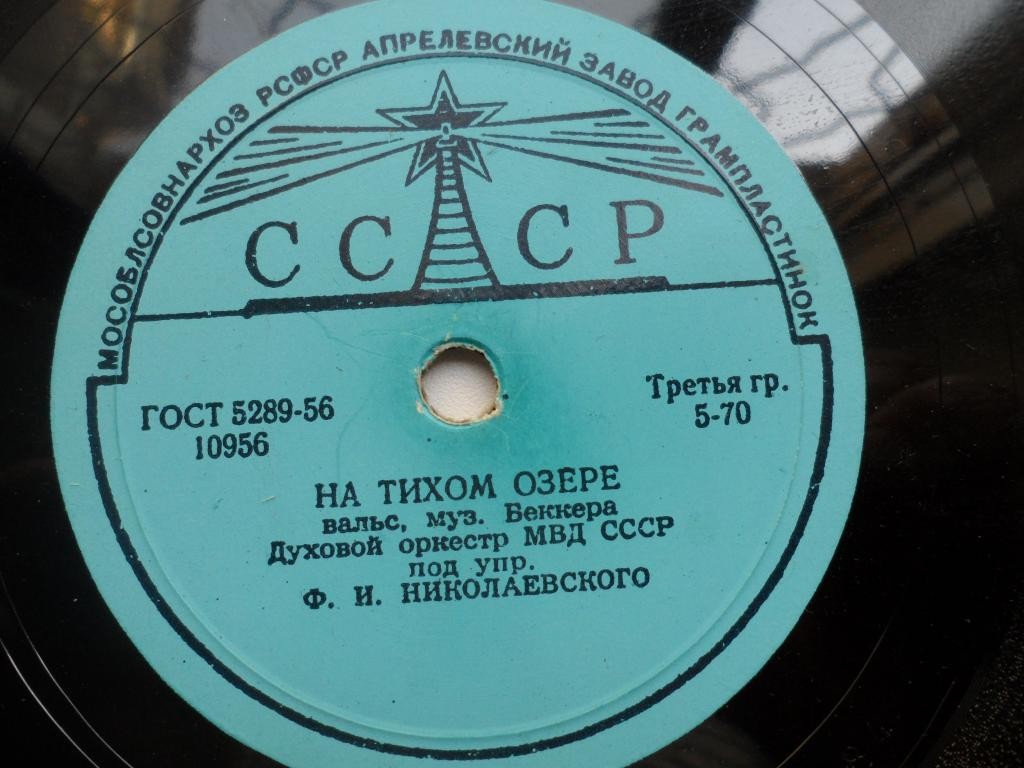 МОСОБЛСОВНАРХОЗ РСФСР АПРЕЛЕВСКИЙ ЗАВОД ГРАМПЛАСТИНОК
СССР
ГОСТ 5289-56
10956
Третья гр.
5-70
НА ТИХОМ ОЗЕРЕ
вальс, муз. Беккера
Духовой оркестр МВД СССР
под упр.
Ф. И. НИКОЛАЕВСКОГО